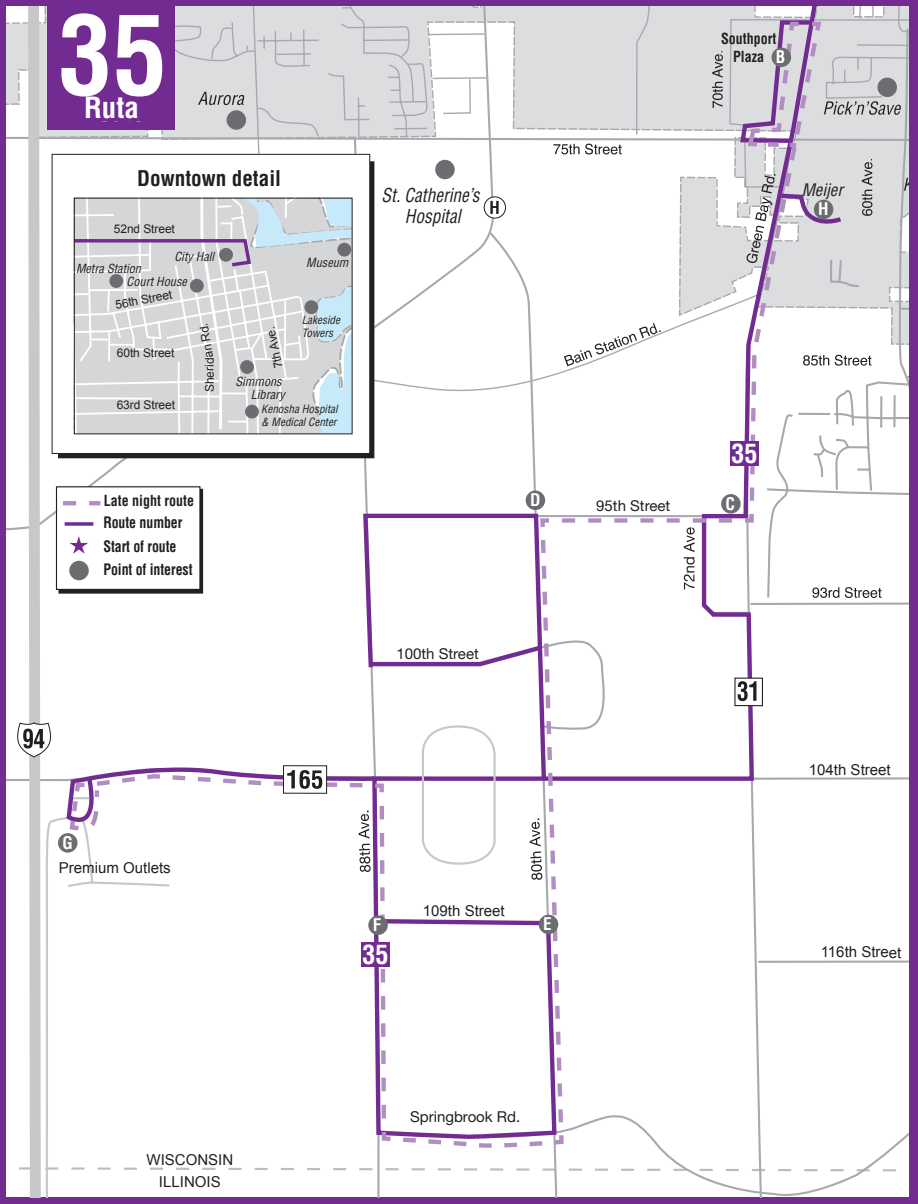 35
Ruta
Aurora
Southport
Plaza
B
70th Ave.
Pick'n'Save
75th Street
St. Catherine's
Hospital
H
Green Bay Rd.
Meijer
H
60th Ave.
Downtown detail
52nd Street
City Hall
Museum
Metra Station
Court House
56th Street
Lakeside
Towers
60th Street
Sheridan Rd.
7th Ave.
Simmons
Library
63rd Street
Kenosha Hospital
& Medical Center
Bain Station Rd.
85th Street
35
Late night route
Route number
Start of route
Point of interest
D
95th Street
C
72nd Ave
93rd Street
100th Street
31
94
165
104th Street
G
Premium Outlets
88th Ave.
80th Ave.
109th Street
F
E
35
116th Street
Springbrook Rd.
WISCONSIN
ILLINOIS